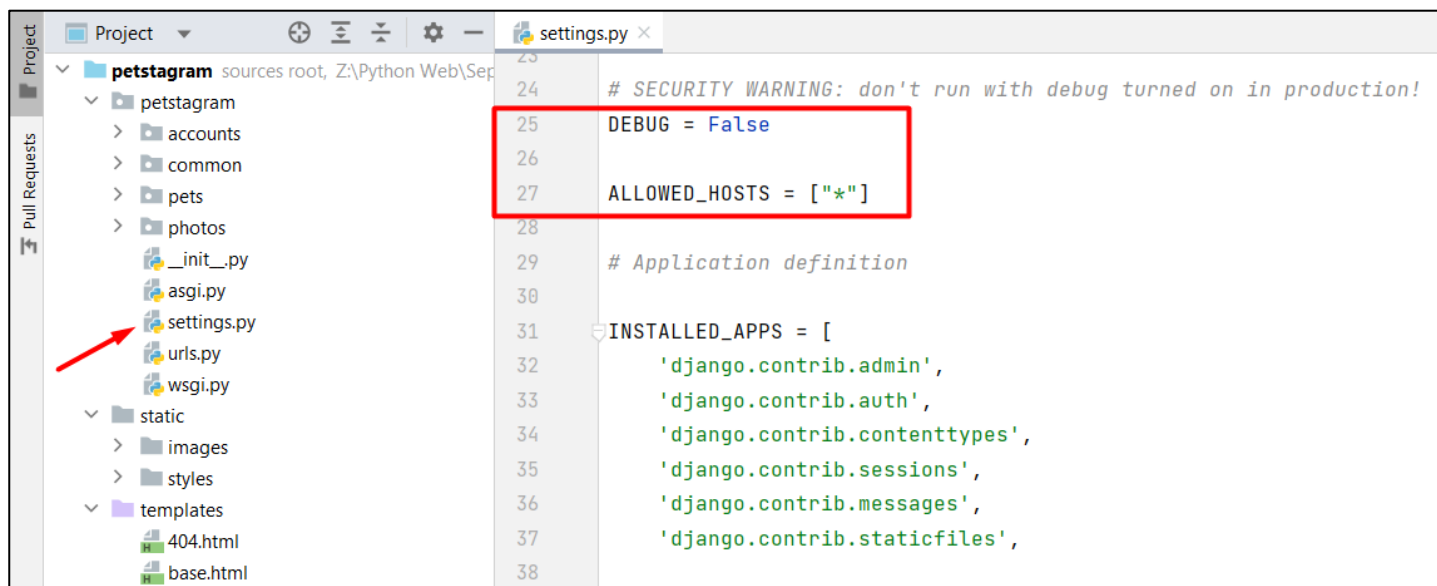 Project
Pull Requests
Project
petstagram sources root, Z:\Python Web\Sep
petstagram
accounts
common
pets
photos
__init__.py
asgi.py
settings.py
urls.py
wsgi.py
static
images
styles
templates
404.html
base.html
settings.py
23
24 # SECURITY WARNING: don't run with debug turned on in production!
25 DEBUG = False
26
27 ALLOWED_HOSTS = ["*"]
28
29 # Application definition
30
31 INSTALLED_APPS = [
32 'django.contrib.admin',
33 'django.contrib.auth',
34 'django.contrib.contenttypes',
35 'django.contrib.sessions',
36 'django.contrib.messages',
37 'django.contrib.staticfiles',
38